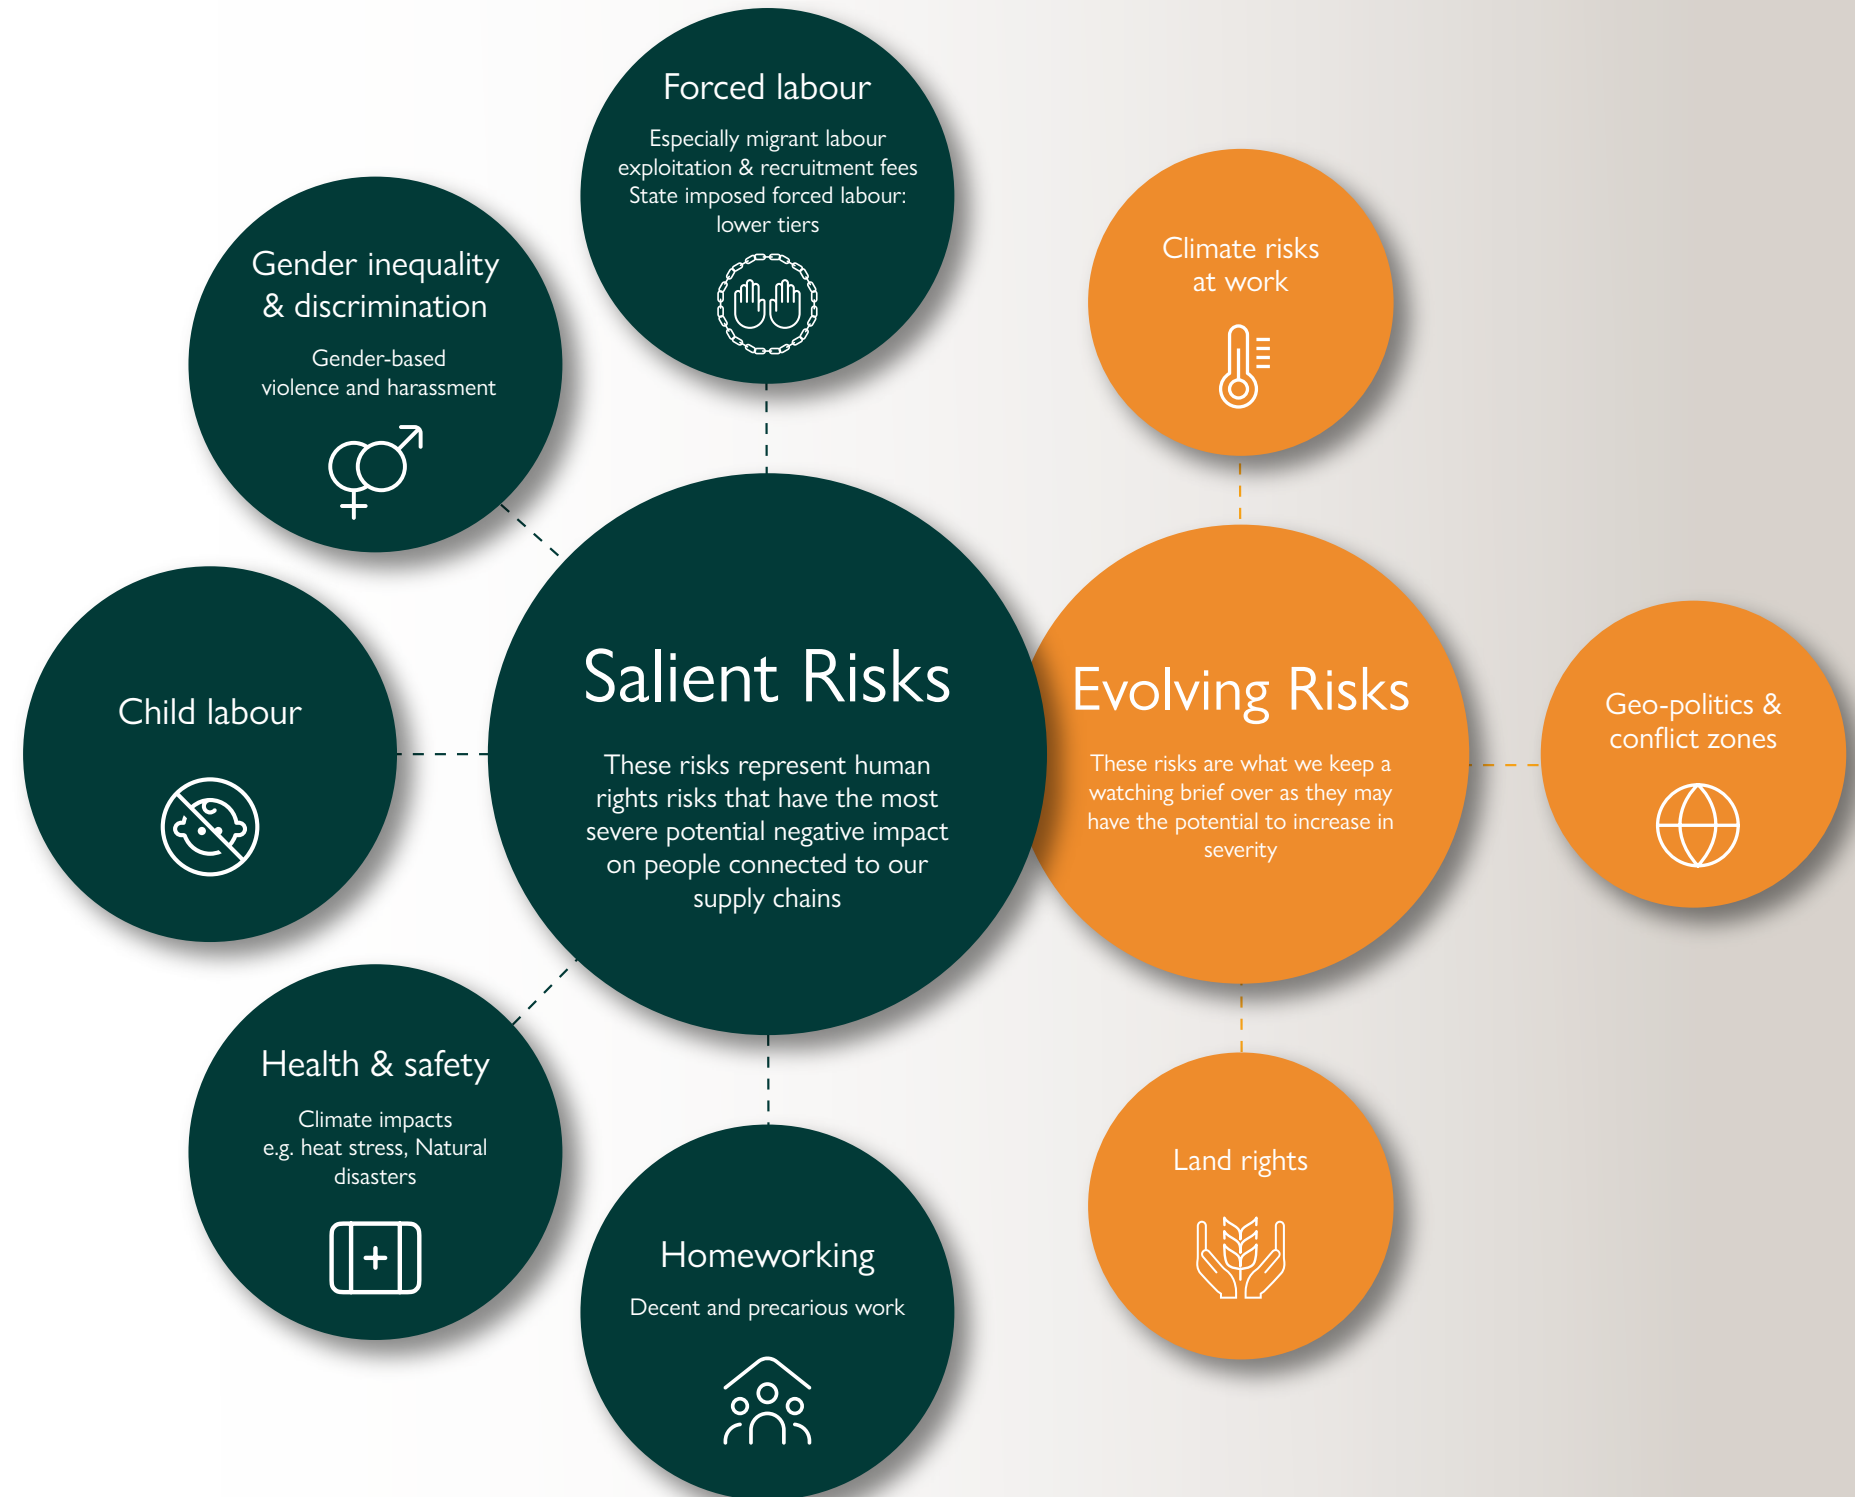 Forced labour
Especially migrant labour
exploitation & recruitment fees
State imposed forced labour:
lower tiers
Gender inequality
& discrimination
Gender-based
violence and harassment
Child labour
Health & safety
Climate impacts
e.g. heat stress, Natural
disasters
Homeworking
Decent and precarious work
Salient Risks
These risks represent human
rights risks that have the most
severe potential negative impact
on people connected to our
supply chains
Evolving Risks
These risks are what we keep a
watching brief over as they may
have the potential to increase in
severity
Climate risks
at work
Geo-politics &
conflict zones
Land rights